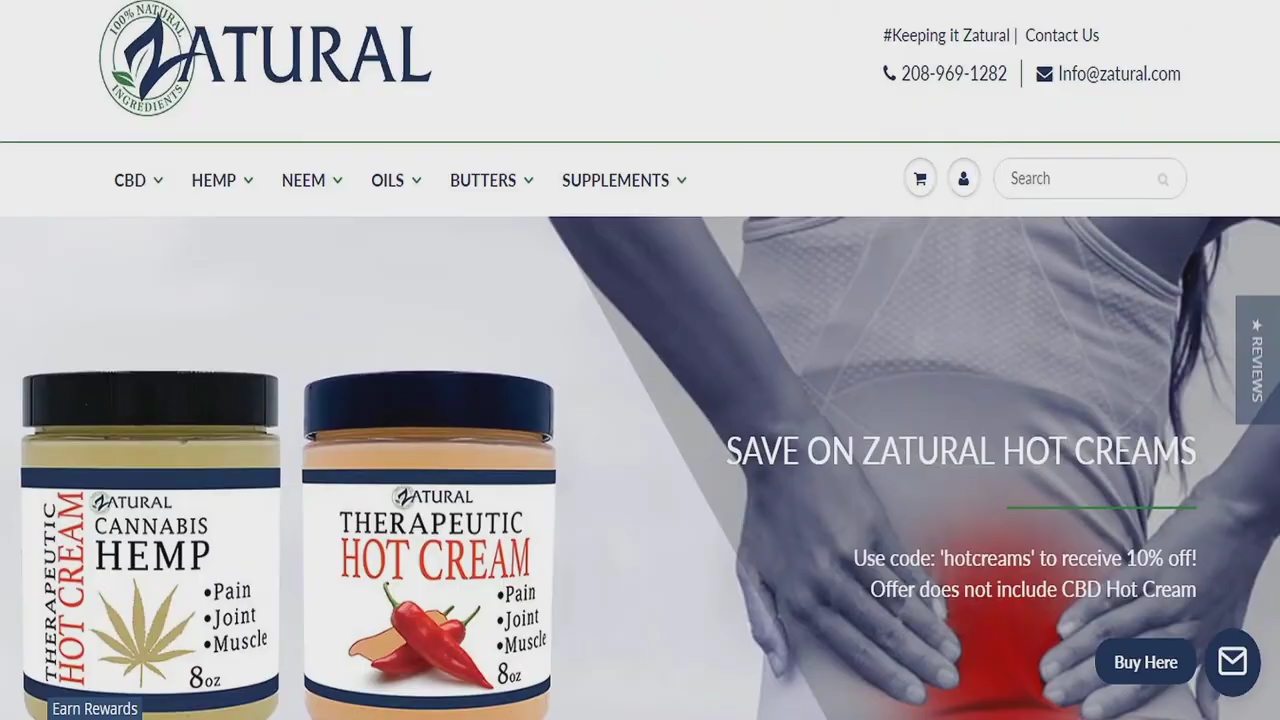 100% NATURAL
INGREDIENTS
ZATURAL
#Keeping it Zatural | Contact Us
208-969-1282
Info@zatural.com
CBD
HEMP
NEEM
OILS
BUTTERS
SUPPLEMENTS
Search
★ REVIEWS
THERAPEUTIC
HOT CREAM
ZATURAL
CANNABIS
HEMP
•Pain
•Joint
•Muscle
8oz
ZATURAL
THERAPEUTIC
HOT CREAM
•Pain
•Joint
•Muscle
8oz
SAVE ON ZATURAL HOT CREAMS
Use code: 'hotcreams' to receive 10% off!
Offer does not include CBD Hot Cream
Buy Here
Earn Rewards